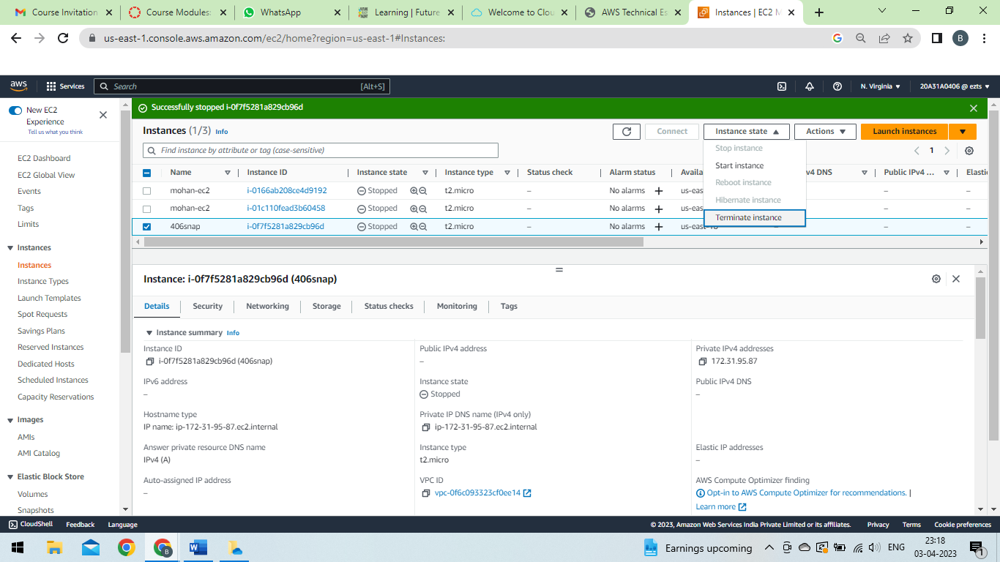 Course Invitation
Course Modules:
WhatsApp
Learning | Future
Welcome to Clou
AWS Technical Es
Instances | EC2 M
us-east-1.console.aws.amazon.com/ec2/home?region=us-east-1#Instances:
B
aws
Services
Search
[Alt+S]
N. Virginia
20A31A0406 @ ezts
New EC2
Experience
Tell us what you think
Successfully stopped i-0f7f5281a829cb96d
Instances (1/3) Info
Connect
Instance state
Actions
Launch instances
Find instance by attribute or tag (case-sensitive)
1
Stop instance
Start instance
Reboot instance
Hibernate instance
Terminate instance
Name Instance ID Instance state Instance type Status check Alarm status Availa v4 DNS Public IPv4 ... Elastic
mohan-ec2 i-0166ab208ce4d9192 Stopped t2.micro – No alarms + us-eas – –
mohan-ec2 i-01c110fead3b60458 Stopped t2.micro – No alarms + us-eas – –
406snap i-0f7f5281a829cb96d Stopped t2.micro – No alarms + us-east-1b – – –
EC2 Dashboard
EC2 Global View
Events
Tags
Limits
Instances
Instances
Instance Types
Launch Templates
Spot Requests
Savings Plans
Reserved Instances
Dedicated Hosts
Scheduled Instances
Capacity Reservations
Images
AMIs
AMI Catalog
Elastic Block Store
Volumes
Snapshots
Instance: i-0f7f5281a829cb96d (406snap)
Details Security Networking Storage Status checks Monitoring Tags
Instance summary Info
Instance ID
i-0f7f5281a829cb96d (406snap)
Public IPv4 address
–
Private IPv4 addresses
172.31.95.87
IPv6 address
–
Instance state
Stopped
Public IPv4 DNS
–
Hostname type
IP name: ip-172-31-95-87.ec2.internal
Private IP DNS name (IPv4 only)
ip-172-31-95-87.ec2.internal
Answer private resource DNS name
IPv4 (A)
Instance type
t2.micro
Elastic IP addresses
–
Auto-assigned IP address
–
VPC ID
vpc-0f6c093323cf0ee14
AWS Compute Optimizer finding
Opt-in to AWS Compute Optimizer for recommendations. |
Learn more
CloudShell Feedback Language
© 2023, Amazon Web Services India Private Limited or its affiliates. Privacy Terms Cookie preferences
Earnings upcoming
ENG
23:18
03-04-2023
1